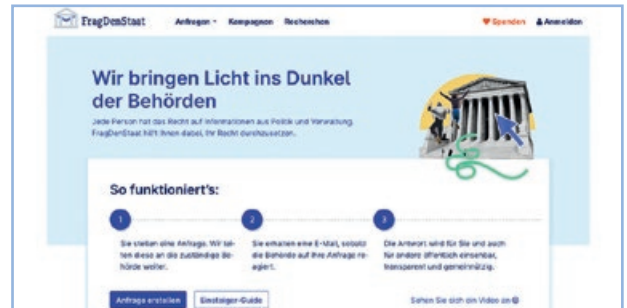 FragDenStaat
Anfragen Kampagnen Recherchen
Spenden Anmelden
Wir bringen Licht ins Dunkel
der Behörden
Jede Person hat das Recht auf Informationen aus Politik und Verwaltung.
FragDenStaat hilft Ihnen dabei, Ihr Recht durchzusetzen.
So funktioniert's:
1
2
3
Sie stellen eine Anfrage. Wir lei-
ten diese an die zuständige Be-
hörde weiter.
Sie erhalten eine E-Mail, sobald
die Behörde auf Ihre Anfrage re-
agiert.
Die Antwort wird für Sie und auch
für andere öffentlich einsehbar,
transparent und gemeinnützig.
Anfrage erstellen
Einsteiger-Guide
Sehen Sie sich ein Video an